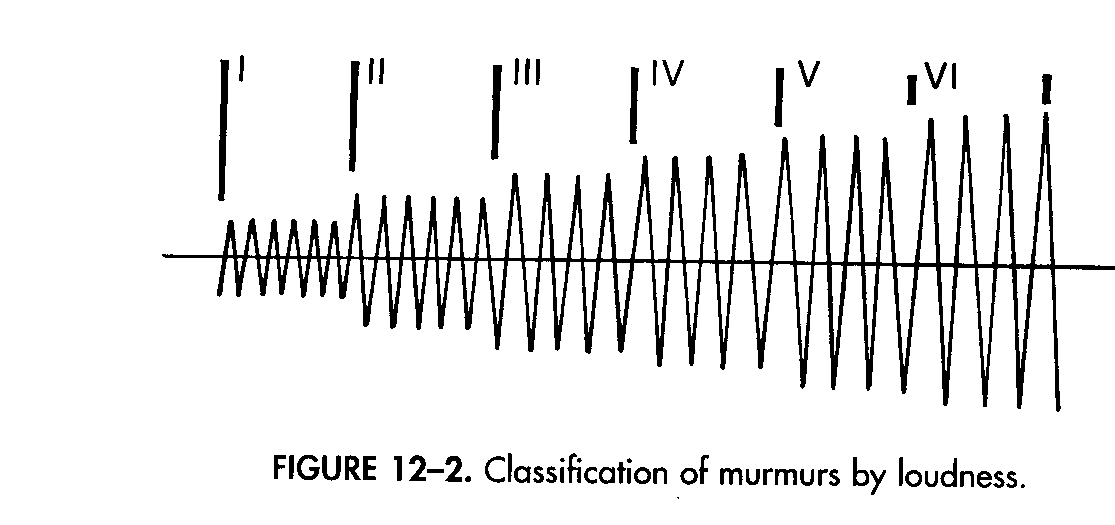 I II III IV V VI
FIGURE 12–2. Classification of murmurs by loudness.